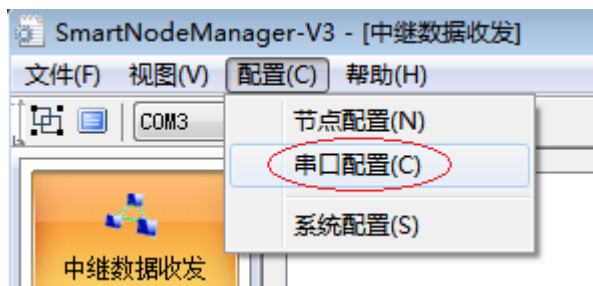 SmartNodeManager-V3 - [中继数据收发]
文件(F) 视图(V) 配置(C) 帮助(H)
COM3
节点配置(N)
串口配置(C)
系统配置(S)
中继数据收发